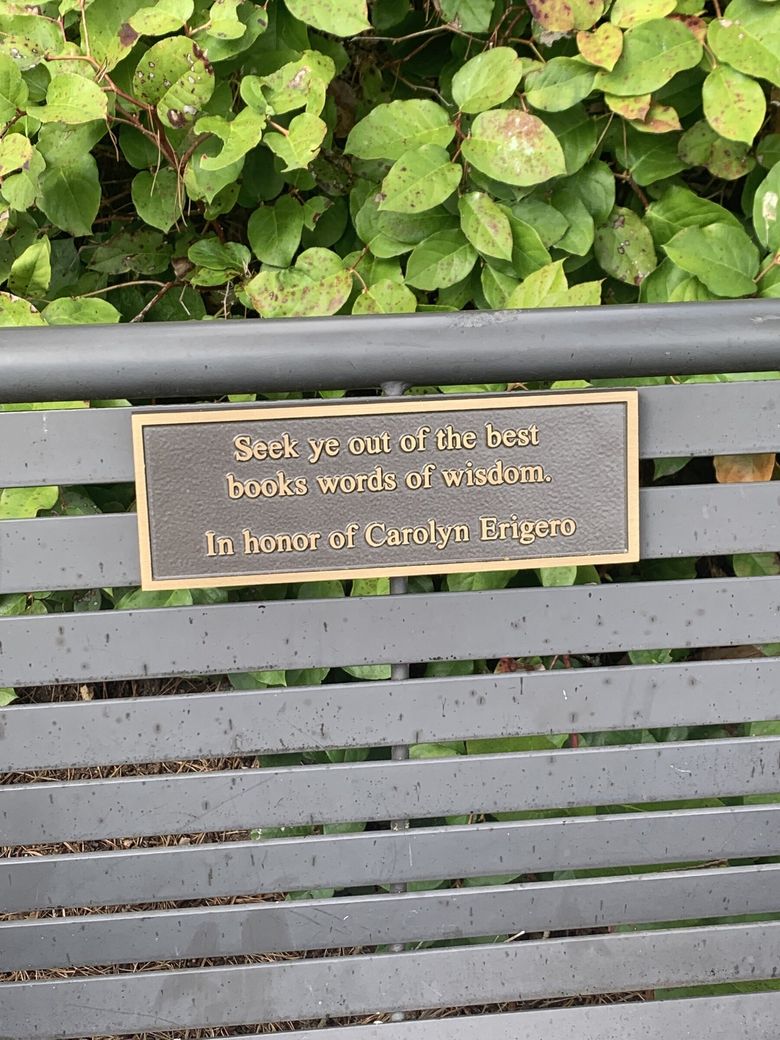 Seek ye out of the best
books words of wisdom.
In honor of Carolyn Erigero